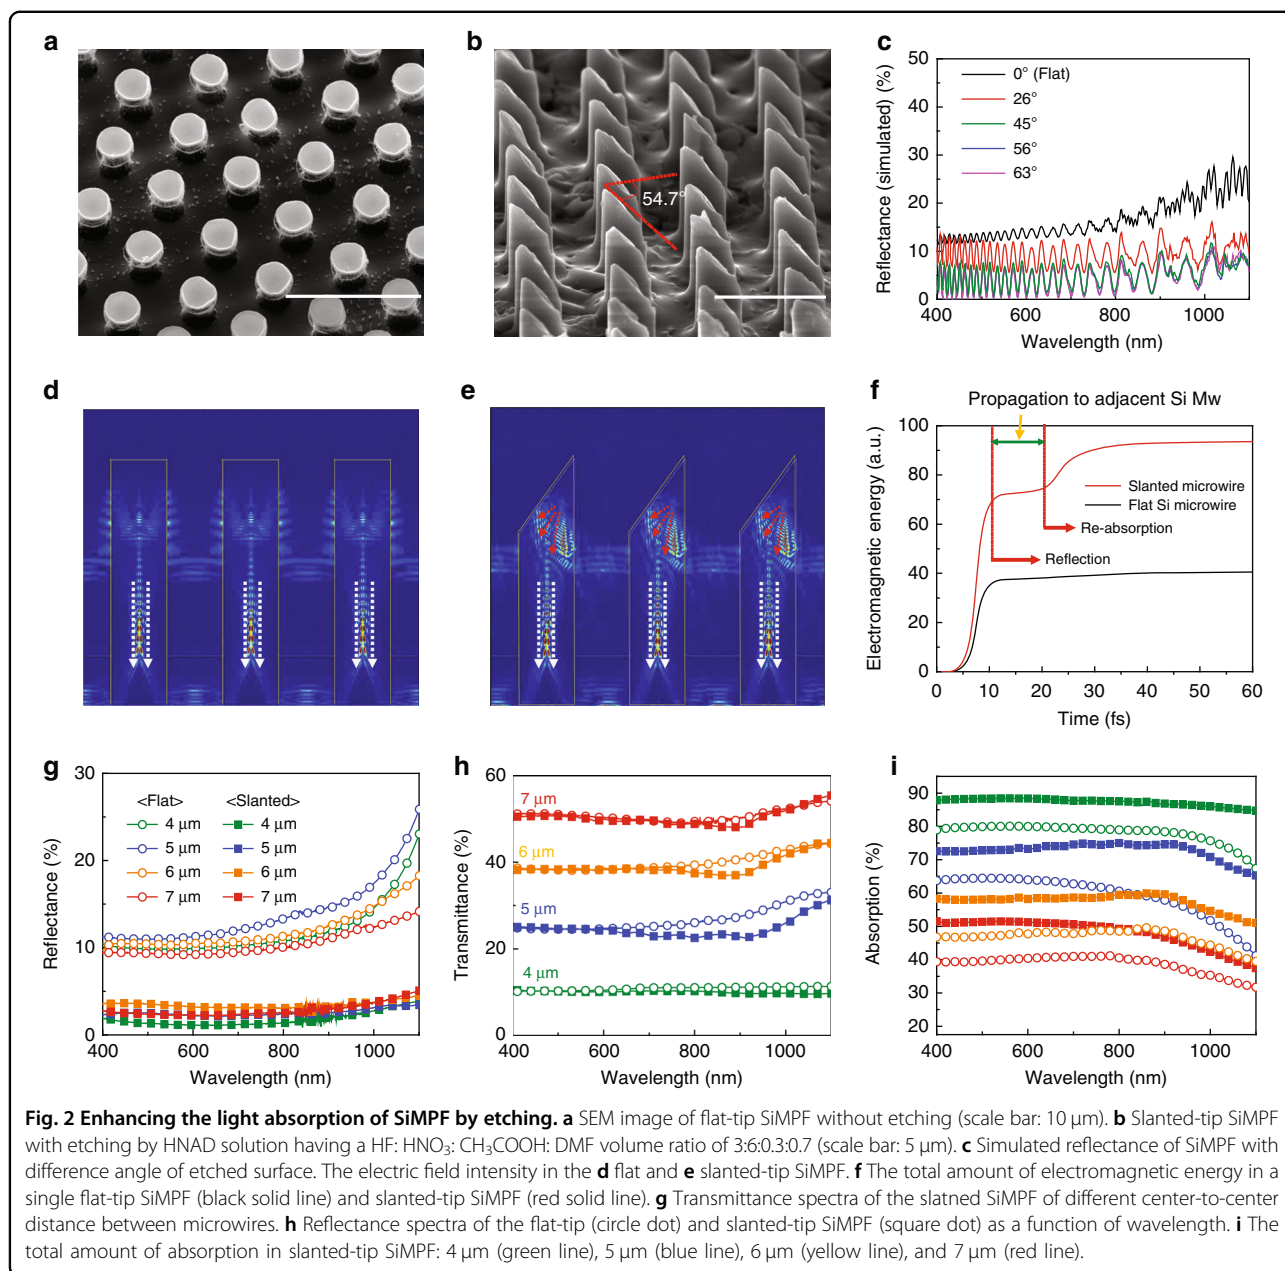 a
b
54.7°
c
50
40
30
20
10
0
Reflectance (simulated) (%)
0° (Flat)
26°
45°
56°
63°
400
600
800
1000
Wavelength (nm)
d
e
f
Propagation to adjacent Si Mw
100
90
80
70
60
50
40
30
20
10
0
Electromagnetic energy (a.u.)
Slanted microwire
Flat Si microwire
Re-absorption
Reflection
0
10
20
30
40
50
60
Time (fs)
g
30
20
10
0
Reflectance (%)
<Flat>
<Slanted>
4 μm
4 μm
5 μm
5 μm
6 μm
6 μm
7 μm
7 μm
400
600
800
1000
Wavelength (nm)
h
60
40
20
0
Transmittance (%)
7 μm
6 μm
5 μm
4 μm
400
600
800
1000
Wavelength (nm)
i
90
80
70
60
50
40
30
20
Absorption (%)
400
600
800
1000
Wavelength (nm)
Fig. 2 Enhancing the light absorption of SiMPF by etching. a SEM image of flat-tip SiMPF without etching (scale bar: 10 μm). b Slanted-tip SiMPF
with etching by HNAD solution having a HF: HNO₃: CH₃COOH: DMF volume ratio of 3:6:0.3:0.7 (scale bar: 5 μm). c Simulated reflectance of SiMPF with
difference angle of etched surface. The electric field intensity in the d flat and e slanted-tip SiMPF. f The total amount of electromagnetic energy in a
single flat-tip SiMPF (black solid line) and slanted-tip SiMPF (red solid line). g Transmittance spectra of the slatned SiMPF of different center-to-center
distance between microwires. h Reflectance spectra of the flat-tip (circle dot) and slanted-tip SiMPF (square dot) as a function of wavelength. i The
total amount of absorption in slanted-tip SiMPF: 4 μm (green line), 5 μm (blue line), 6 μm (yellow line), and 7 μm (red line).